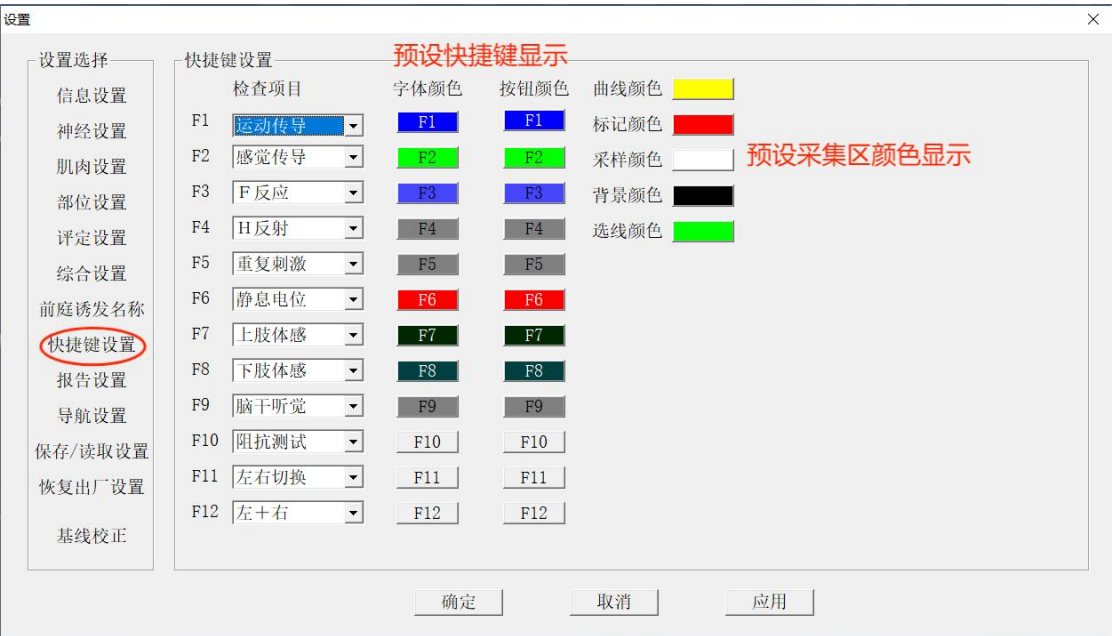 设置
设置选择
信息设置
神经设置
肌肉设置
部位设置
评定设置
综合设置
前庭诱发名称
快捷键设置
报告设置
导航设置
保存/读取设置
恢复出厂设置
基线校正
快捷键设置
预设快捷键显示
检查项目 字体颜色 按钮颜色
F1 运动传导 F1 F1
F2 感觉传导 F2 F2
F3 F反应 F3 F3
F4 H反射 F4 F4
F5 重复刺激 F5 F5
F6 静息电位 F6 F6
F7 上肢体感 F7 F7
F8 下肢体感 F8 F8
F9 脑干听觉 F9 F9
F10 阻抗测试 F10 F10
F11 左右切换 F11 F11
F12 左+右 F12 F12
曲线颜色
标记颜色
采样颜色
背景颜色
选线颜色
预设采集区颜色显示
确定 取消 应用